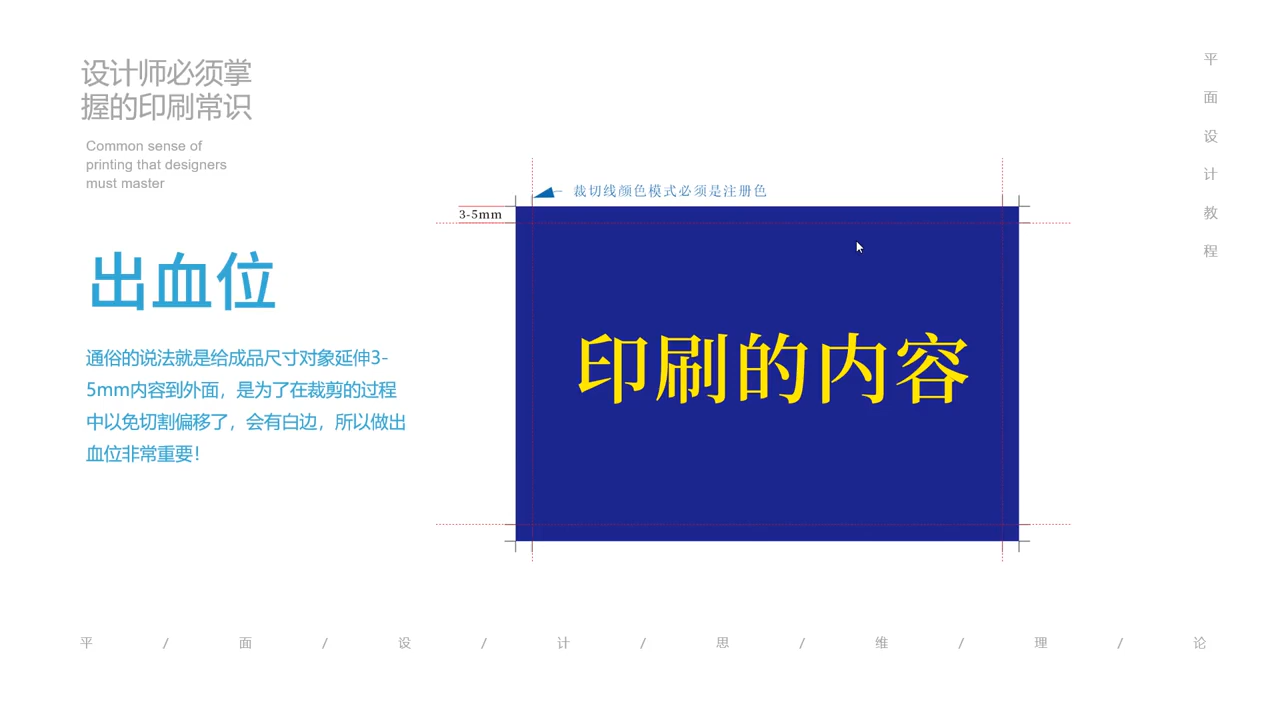 设计师必须掌
握的印刷常识
Common sense of
printing that designers
must master
出血位
通俗的说法就是给成品尺寸对象延伸3-
5mm内容到外面，是为了在裁剪的过程
中以免切割偏移了，会有白边，所以做出
血位非常重要！
裁切线颜色模式必须是注册色
3-5mm
印刷的内容
平
面
设
计
教
程
平 / 面 / 设 / 计 / 思 / 维 / 理 / 论